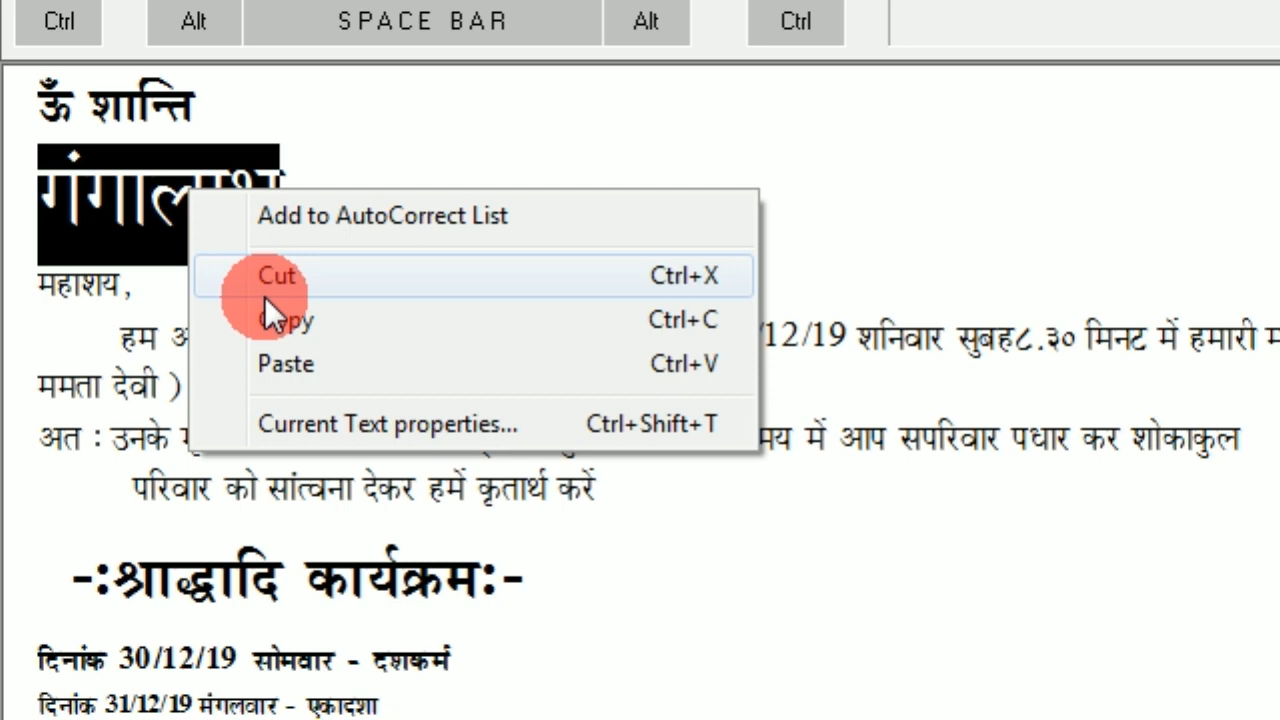 Ctrl Alt SPACE BAR Alt Ctrl
ऊँ शान्ति
Add to AutoCorrect List
Cut Ctrl+X
महाशय,
Copy Ctrl+C
हम 12/19 शनिवार सुबह८.३० मिनट में हमारी
Paste Ctrl+V
ममता देवी )
Current Text properties... Ctrl+Shift+T
अत : उनके में आप सपरिवार पधार कर शोकाकुल
परिवार को सांत्वना देकर हमें कृतार्थ करें
-:श्राद्धादि कार्यक्रम:-
दिनांक 30/12/19 सोमवार - दशकर्म
दिनांक 31/12/19 मंगलवार - एकादशा